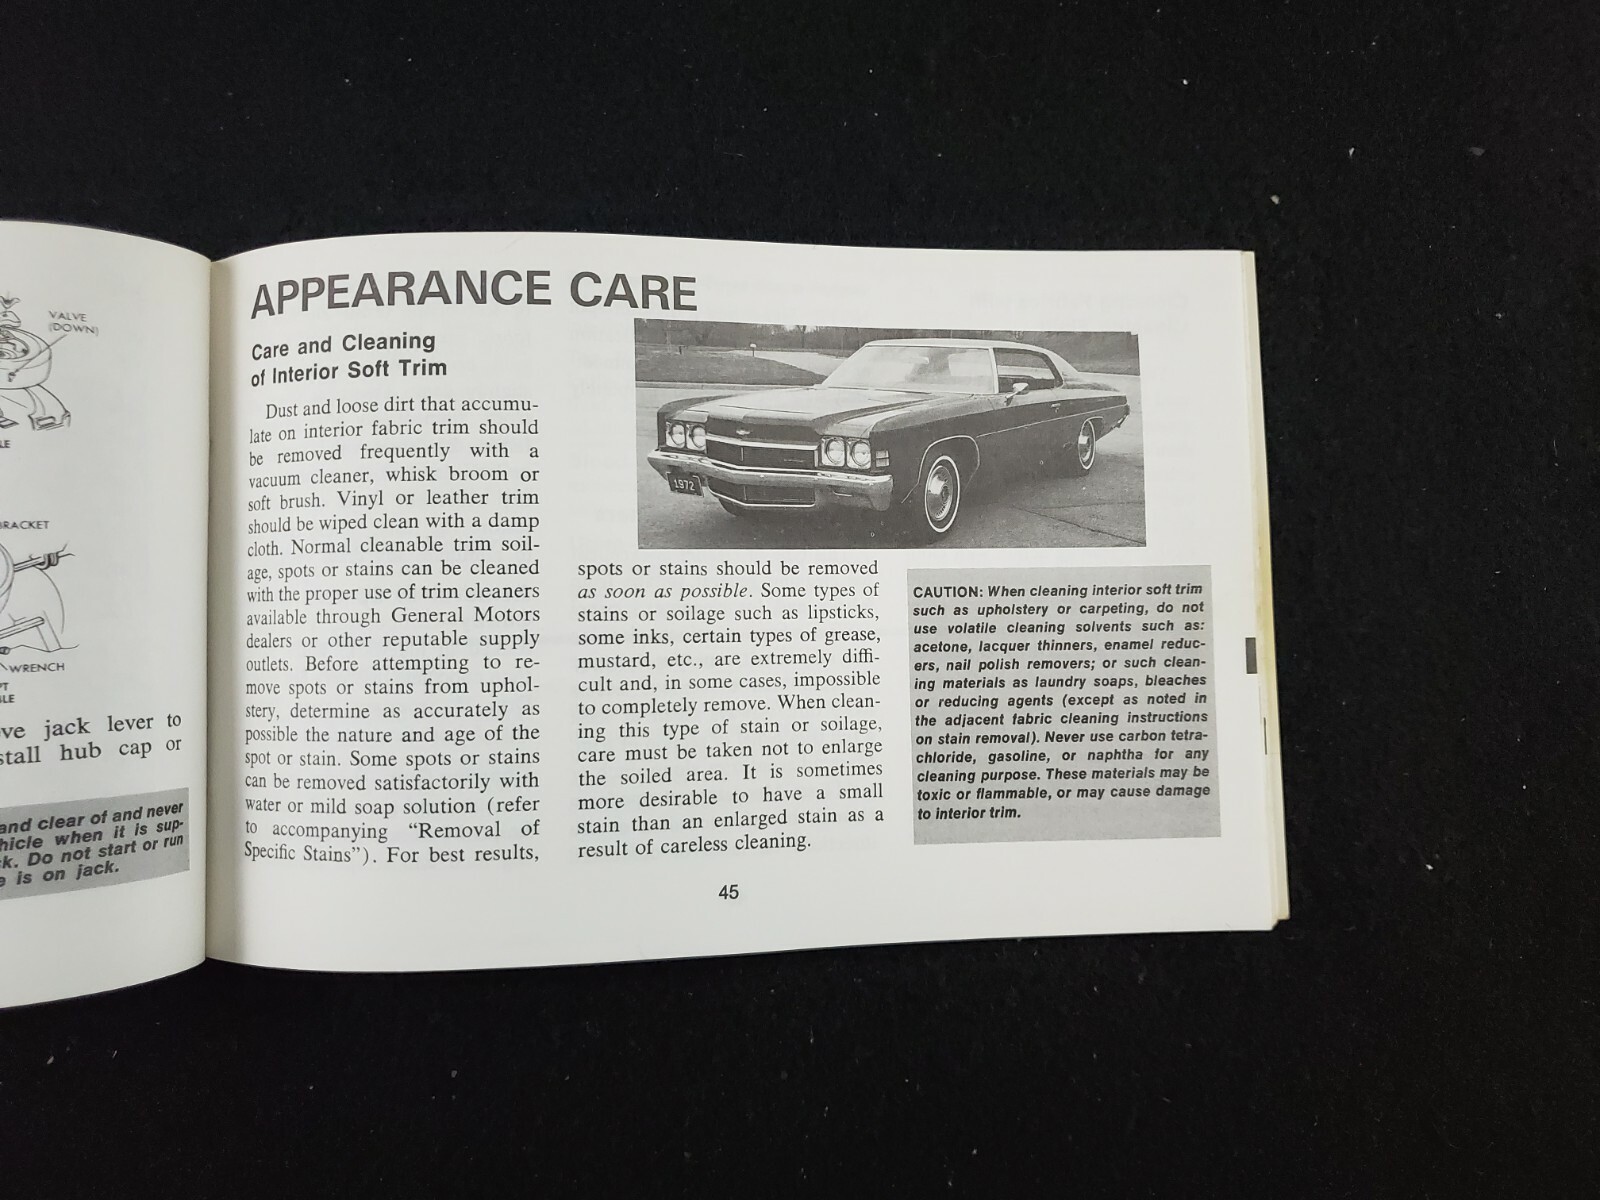 VALVE
(DOWN)
BRACKET
WRENCH
jack lever to
hub cap or
and clear of and never
when it is sup-
Do not start or run
is on jack.
APPEARANCE CARE
Care and Cleaning
of Interior Soft Trim
Dust and loose dirt that accumu-
late on interior fabric trim should
be removed frequently with a
vacuum cleaner, whisk broom or
soft brush. Vinyl or leather trim
should be wiped clean with a damp
cloth. Normal cleanable trim soil-
age, spots or stains can be cleaned
with the proper use of trim cleaners
available through General Motors
dealers or other reputable supply
outlets. Before attempting to re-
move spots or stains from uphol-
stery, determine as accurately as
possible the nature and age of the
spot or stain. Some spots or stains
can be removed satisfactorily with
water or mild soap solution (refer
to accompanying “Removal of
Specific Stains”). For best results,
1972
spots or stains should be removed
as soon as possible. Some types of
stains or soilage such as lipsticks,
some inks, certain types of grease,
mustard, etc., are extremely diffi-
cult and, in some cases, impossible
to completely remove. When clean-
ing this type of stain or soilage,
care must be taken not to enlarge
the soiled area. It is sometimes
more desirable to have a small
stain than an enlarged stain as a
result of careless cleaning.
CAUTION: When cleaning interior soft trim
such as upholstery or carpeting, do not
use volatile cleaning solvents such as:
acetone, lacquer thinners, enamel reduc-
ers, nail polish removers; or such clean-
ing materials as laundry soaps, bleaches
or reducing agents (except as noted in
the adjacent fabric cleaning instructions
on stain removal). Never use carbon tetra-
chloride, gasoline, or naphtha for any
cleaning purpose. These materials may be
toxic or flammable, or may cause damage
to interior trim.
45